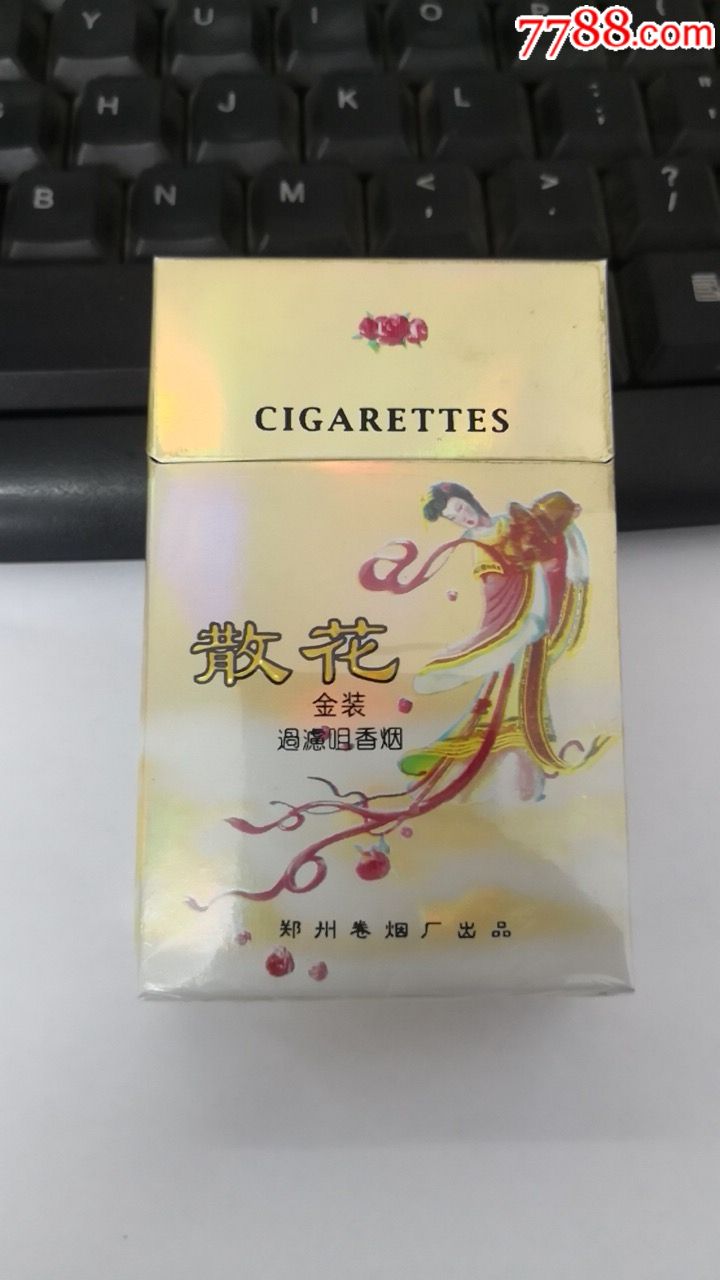 7788.com
Y U I O
H J K L : ;
B N M < , > . ? /
CIGARETTES
散花
金装
過濾咀香烟
郑州卷烟厂出品